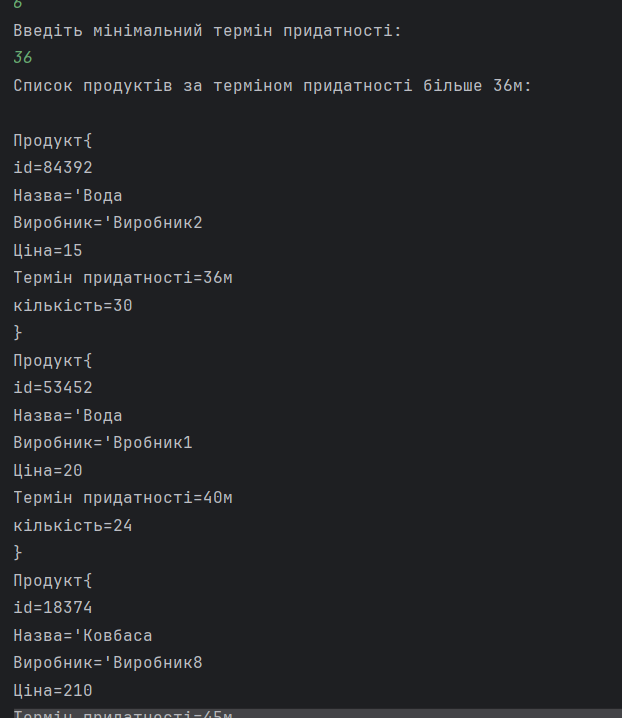 6
Введіть мінімальний термін придатності:
36
Список продуктів за терміном придатності більше 36м:
Продукт{
id=84392
Назва='Вода
Виробник='Виробник2
Ціна=15
Термін придатності=36м
кількість=30
}
Продукт{
id=53452
Назва='Вода
Виробник='Вробник1
Ціна=20
Термін придатності=40м
кількість=24
}
Продукт{
id=18374
Назва='Ковбаса
Виробник='Виробник8
Ціна=210
Термін придатності=45м